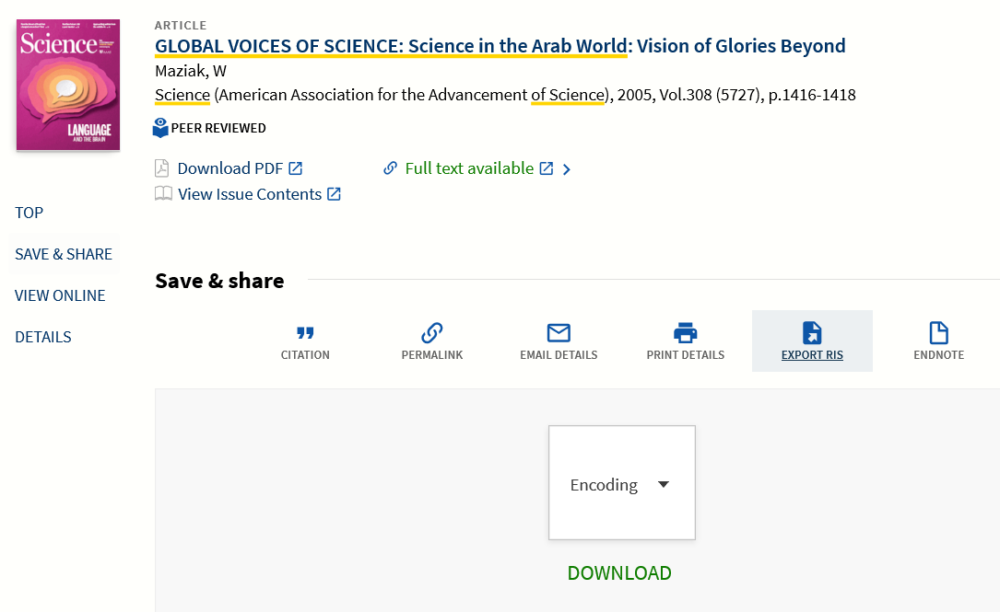 Science
LANGUAGE
AND THE BRAIN
ARTICLE
GLOBAL VOICES OF SCIENCE: Science in the Arab World: Vision of Glories Beyond
Maziak, W
Science (American Association for the Advancement of Science), 2005, Vol.308 (5727), p.1416-1418
PEER REVIEWED
Download PDF
Full text available
View Issue Contents
TOP
SAVE & SHARE
VIEW ONLINE
DETAILS
Save & share
CITATION
PERMALINK
EMAIL DETAILS
PRINT DETAILS
EXPORT RIS
ENDNOTE
Encoding
DOWNLOAD